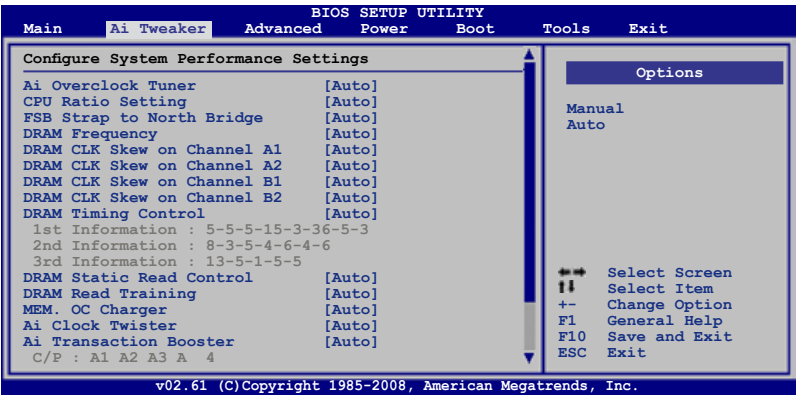 BIOS SETUP UTILITY
Main Ai Tweaker Advanced Power Boot Tools Exit
Configure System Performance Settings
Ai Overclock Tuner [Auto]
CPU Ratio Setting [Auto]
FSB Strap to North Bridge [Auto]
DRAM Frequency [Auto]
DRAM CLK Skew on Channel A1 [Auto]
DRAM CLK Skew on Channel A2 [Auto]
DRAM CLK Skew on Channel B1 [Auto]
DRAM CLK Skew on Channel B2 [Auto]
DRAM Timing Control [Auto]
1st Information : 5-5-5-15-3-36-5-3
2nd Information : 8-3-5-4-6-4-6
3rd Information : 13-5-1-5-5
DRAM Static Read Control [Auto]
DRAM Read Training [Auto]
MEM. OC Charger [Auto]
Ai Clock Twister [Auto]
Ai Transaction Booster [Auto]
C/P : A1 A2 A3 A 4
Options
Manual
Auto
Select Screen
Select Item
+- Change Option
F1 General Help
F10 Save and Exit
ESC Exit
v02.61 (C)Copyright 1985-2008, American Megatrends, Inc.